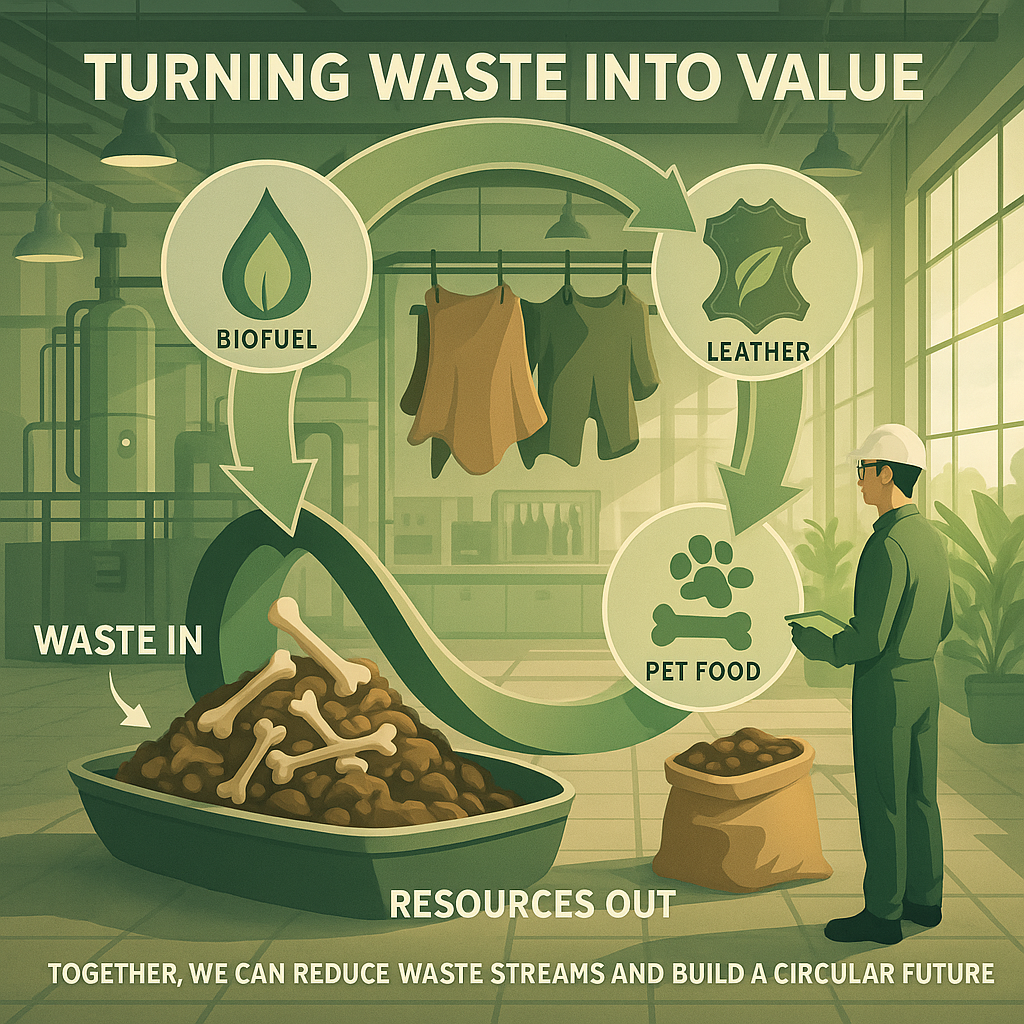 TURNING WASTE INTO VALUE
BIOFUEL
LEATHER
WASTE IN
PET FOOD
RESOURCES OUT
TOGETHER, WE CAN REDUCE WASTE STREAMS AND BUILD A CIRCULAR FUTURE